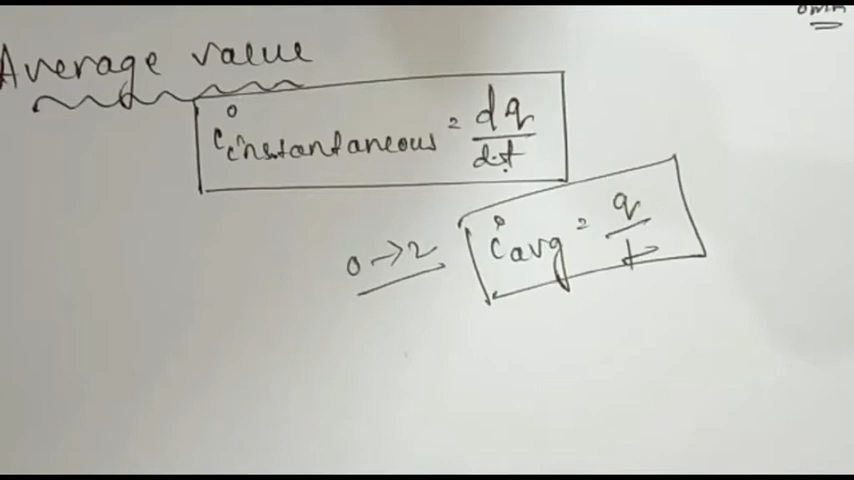 Average value
i instantaneous = dq/dt
0 → 2
i avg = q/t